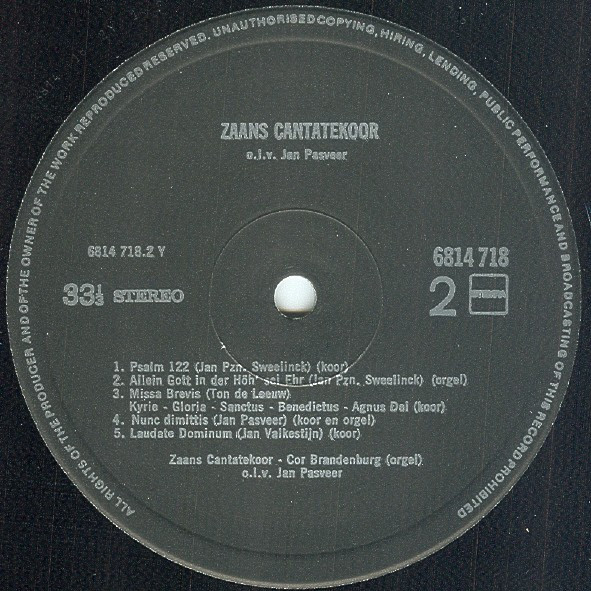 ALL RIGHTS OF THE PRODUCER AND OF THE OWNER OF THE WORK REPRODUCED RESERVED. UNAUTHORISED COPYING, HIRING, LENDING, PUBLIC PERFORMANCE AND BROADCASTING OF THIS RECORD PROHIBITED
ZAANS CANTATEKOOR
o.l.v. Jan Pasveer
6814 718.2 Y
6814 718
33⅓ STEREO
2
1. Psalm 122 (Jan Pzn. Sweelinck) (koor)
2. Allein Gott in der Höh' sei Ehr (Jan Pzn. Sweelinck) (orgel)
3. Missa Brevis (Ton de Leeuw)
Kyrie - Gloria - Sanctus - Benedictus - Agnus Dei (koor)
4. Nunc dimittis (Jan Pasveer) (koor en orgel)
5. Laudate Dominum (Jan Valkestijn) (koor)
Zaans Cantatekoor - Cor Brandenburg (orgel)
o.l.v. Jan Pasveer